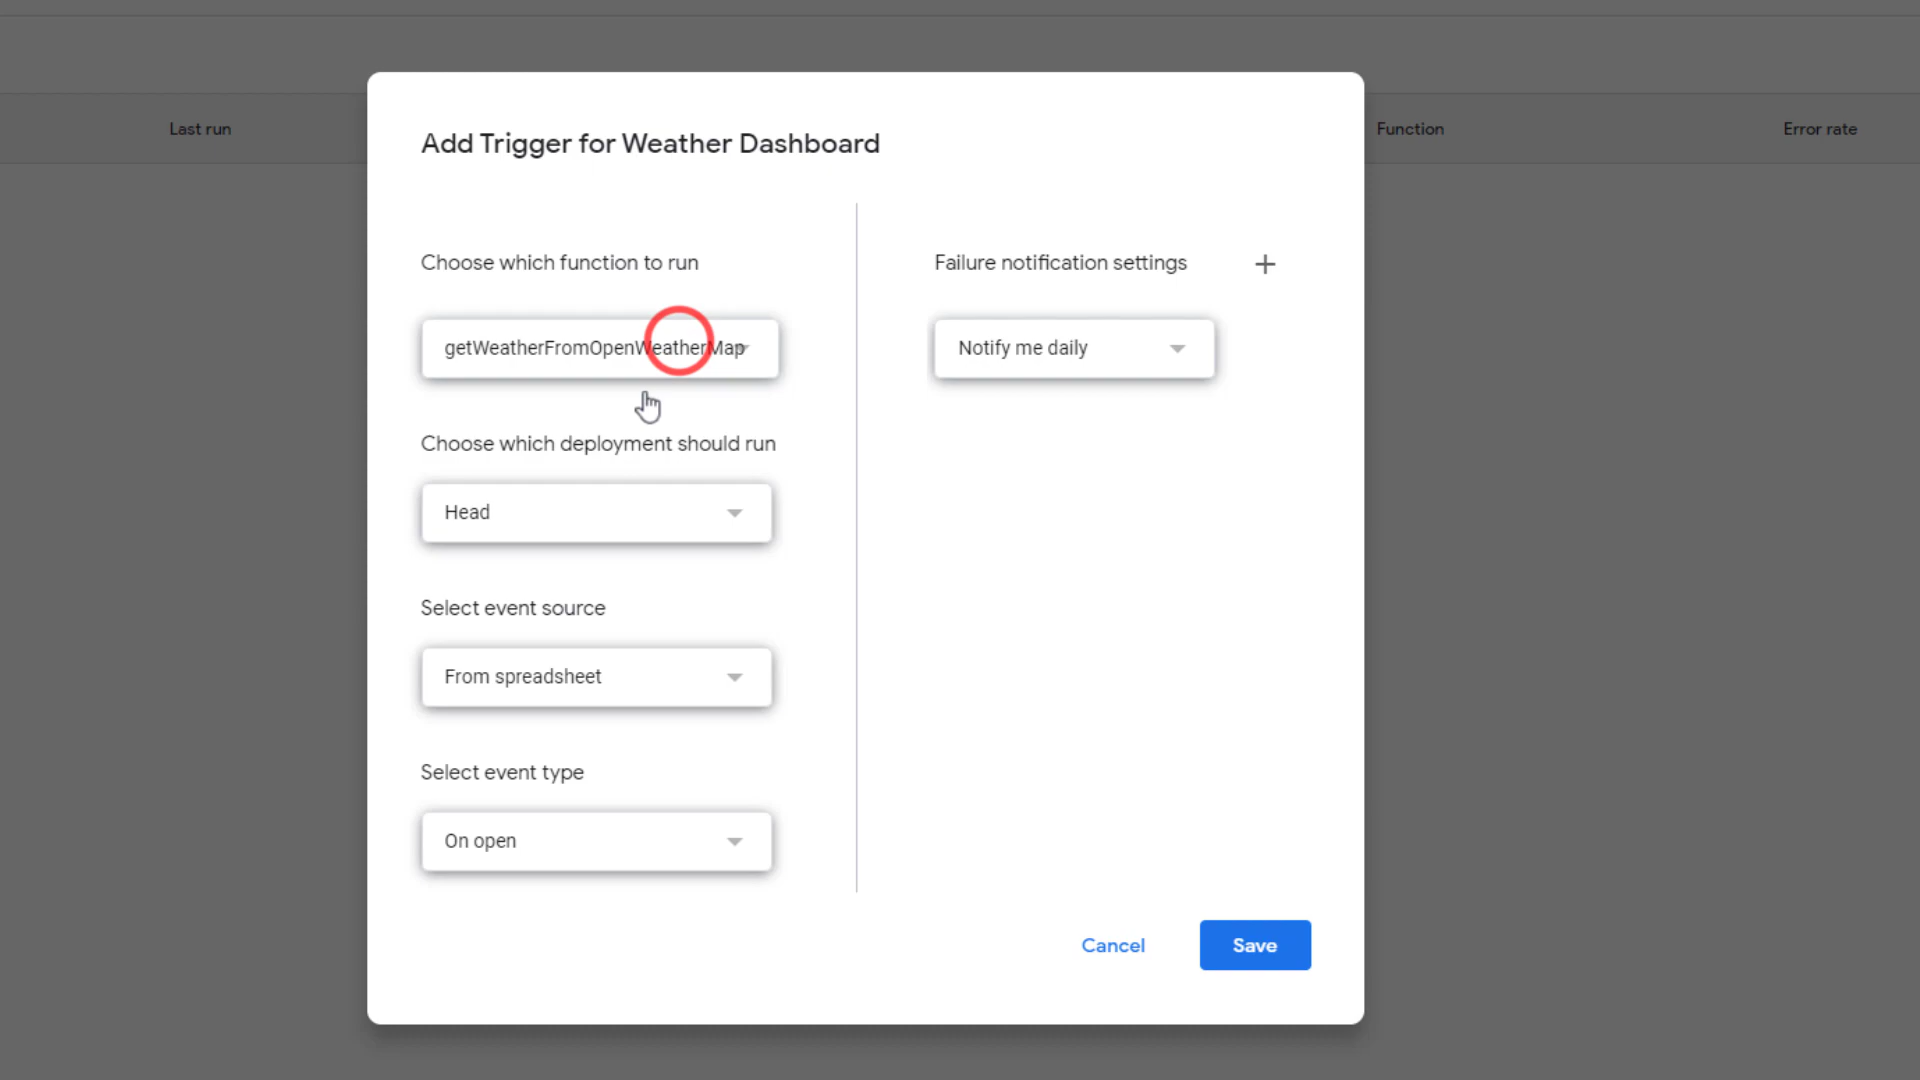 Last run
Function
Error rate
Add Trigger for Weather Dashboard
Choose which function to run
getWeatherFromOpenWeatherMap
Choose which deployment should run
Head
Select event source
From spreadsheet
Select event type
On open
Failure notification settings
Notify me daily
Cancel
Save